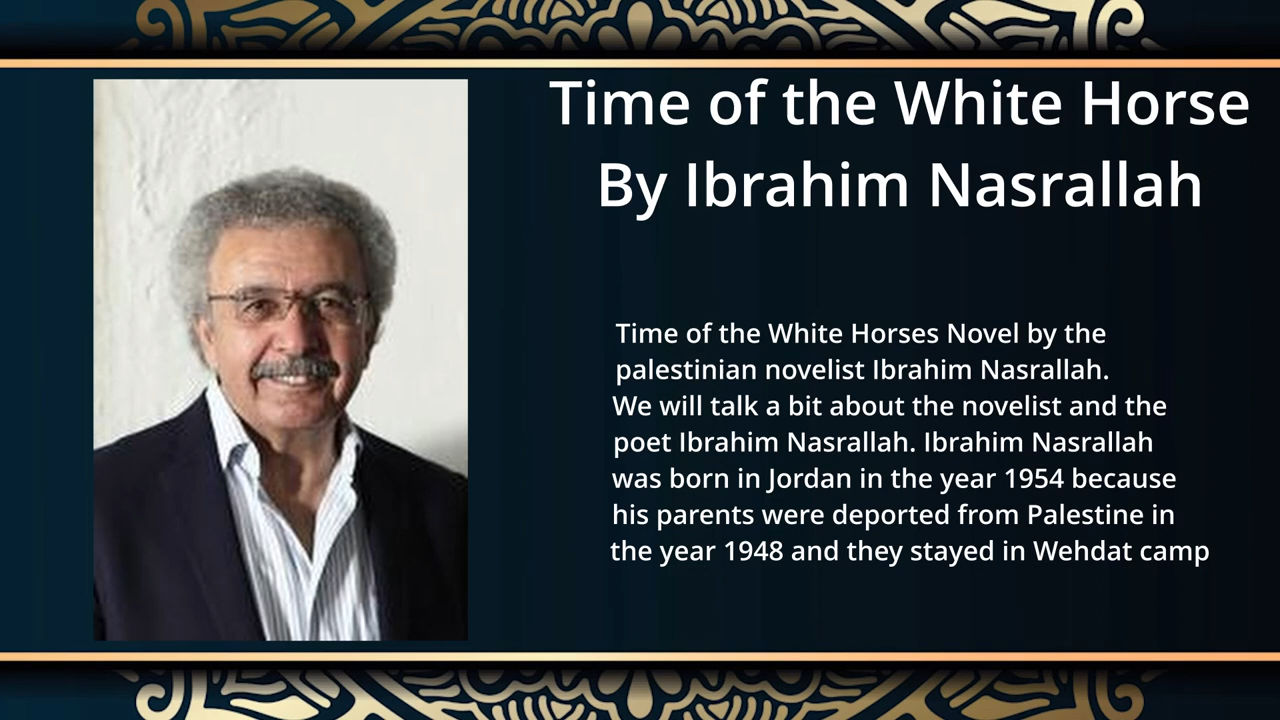 Time of the White Horse
By Ibrahim Nasrallah
Time of the White Horses Novel by the
palestinian novelist Ibrahim Nasrallah.
We will talk a bit about the novelist and the
poet Ibrahim Nasrallah. Ibrahim Nasrallah
was born in Jordan in the year 1954 because
his parents were deported from Palestine in
the year 1948 and they stayed in Wehdat camp